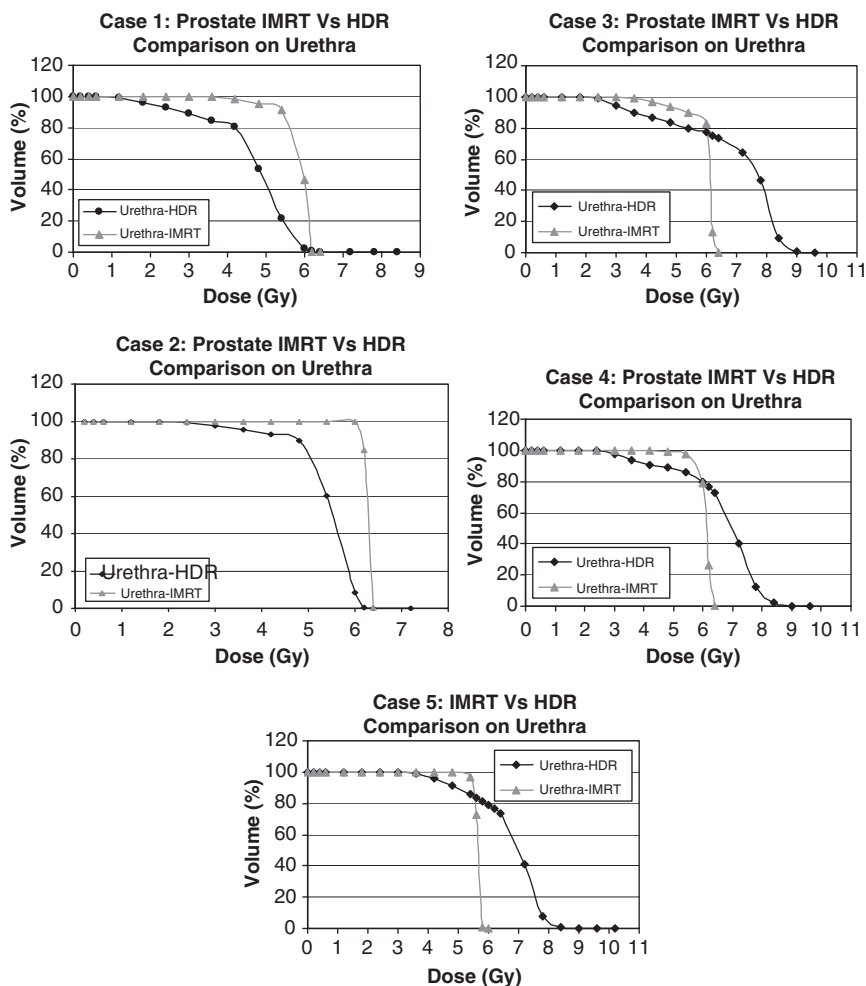 Case 1: Prostate IMRT Vs HDR
Comparison on Urethra
120
100
80
60
40
20
0
Volume (%)
Urethra-HDR
Urethra-IMRT
0 1 2 3 4 5 6 7 8 9
Dose (Gy)
Case 3: Prostate IMRT Vs HDR
Comparison on Urethra
120
100
80
60
40
20
0
Volume (%)
Urethra-HDR
Urethra-IMRT
0 1 2 3 4 5 6 7 8 9 10 11
Dose (Gy)
Case 2: Prostate IMRT Vs HDR
Comparison on Urethra
120
100
80
60
40
20
0
Volume (%)
Urethra-HDR
Urethra-IMRT
0 1 2 3 4 5 6 7 8
Dose (Gy)
Case 4: Prostate IMRT Vs HDR
Comparison on Urethra
120
100
80
60
40
20
0
Volume (%)
Urethra-HDR
Urethra-IMRT
0 1 2 3 4 5 6 7 8 9 10 11
Dose (Gy)
Case 5: IMRT Vs HDR
Comparison on Urethra
120
100
80
60
40
20
0
Volume (%)
Urethra-HDR
Urethra-IMRT
0 1 2 3 4 5 6 7 8 9 10 11
Dose (Gy)